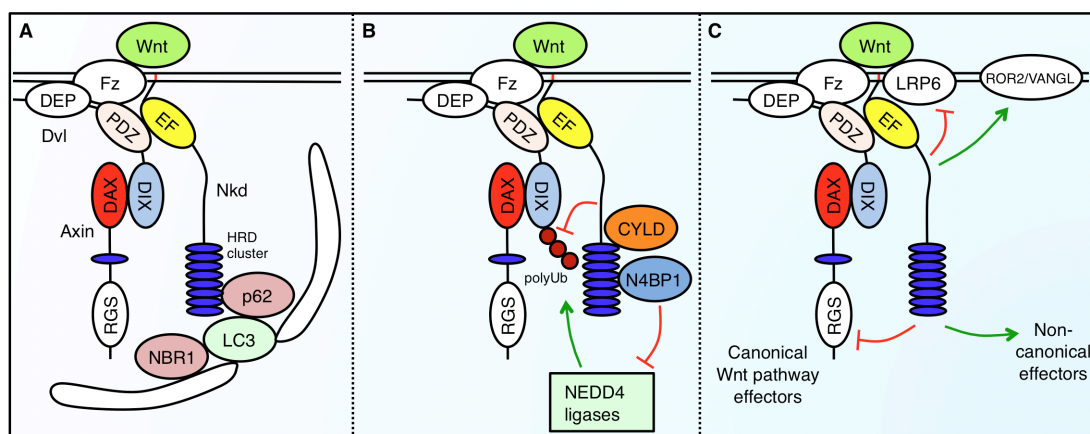 A
Wnt
Fz
DEP
PDZ
EF
Dvl
DAX
DIX
Nkd
Axin
HRD
cluster
p62
RGS
LC3
NBR1
B
Wnt
Fz
DEP
PDZ
EF
DAX
DIX
CYLD
polyUb
N4BP1
RGS
NEDD4
ligases
C
Wnt
Fz
LRP6
ROR2/VANGL
DEP
PDZ
EF
DAX
DIX
RGS
Canonical
Wnt pathway
effectors
Non-
canonical
effectors